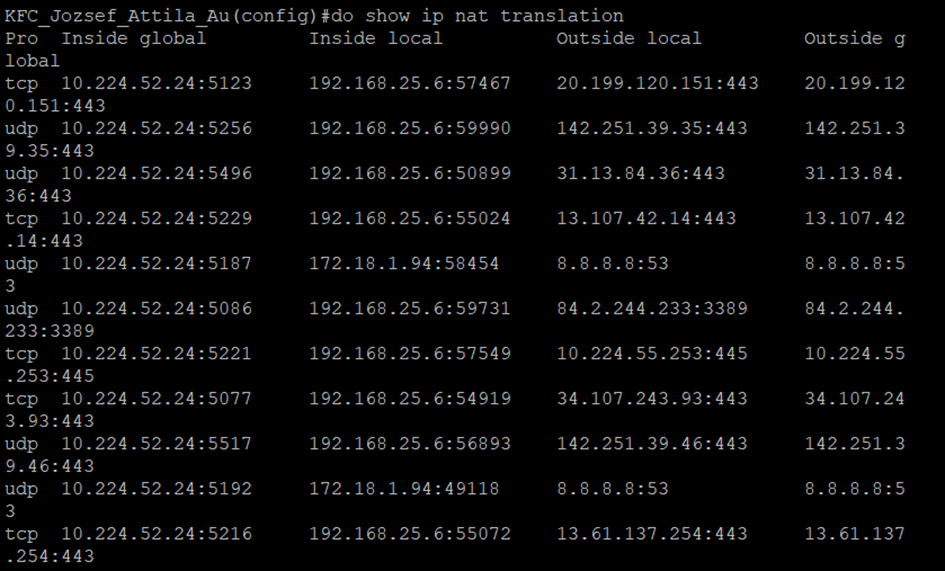 KFC_Jozsef_Attila_Au(config)#do show ip nat translation
Pro  Inside global         Inside local          Outside local         Outside g
lobal
tcp  10.224.52.24:5123     192.168.25.6:57467    20.199.120.151:443    20.199.12
0.151:443
udp  10.224.52.24:5256     192.168.25.6:59990    142.251.39.35:443     142.251.3
9.35:443
udp  10.224.52.24:5496     192.168.25.6:50899    31.13.84.36:443       31.13.84.
36:443
tcp  10.224.52.24:5229     192.168.25.6:55024    13.107.42.14:443      13.107.42
.14:443
udp  10.224.52.24:5187     172.18.1.94:58454     8.8.8.8:53            8.8.8.8:5
3
udp  10.224.52.24:5086     192.168.25.6:59731    84.2.244.233:3389     84.2.244.
233:3389
tcp  10.224.52.24:5221     192.168.25.6:57549    10.224.55.253:445     10.224.55
.253:445
tcp  10.224.52.24:5077     192.168.25.6:54919    34.107.243.93:443     34.107.24
3.93:443
udp  10.224.52.24:5517     192.168.25.6:56893    142.251.39.46:443     142.251.3
9.46:443
udp  10.224.52.24:5192     172.18.1.94:49118     8.8.8.8:53            8.8.8.8:5
3
tcp  10.224.52.24:5216     192.168.25.6:55072    13.61.137.254:443     13.61.137
.254:443